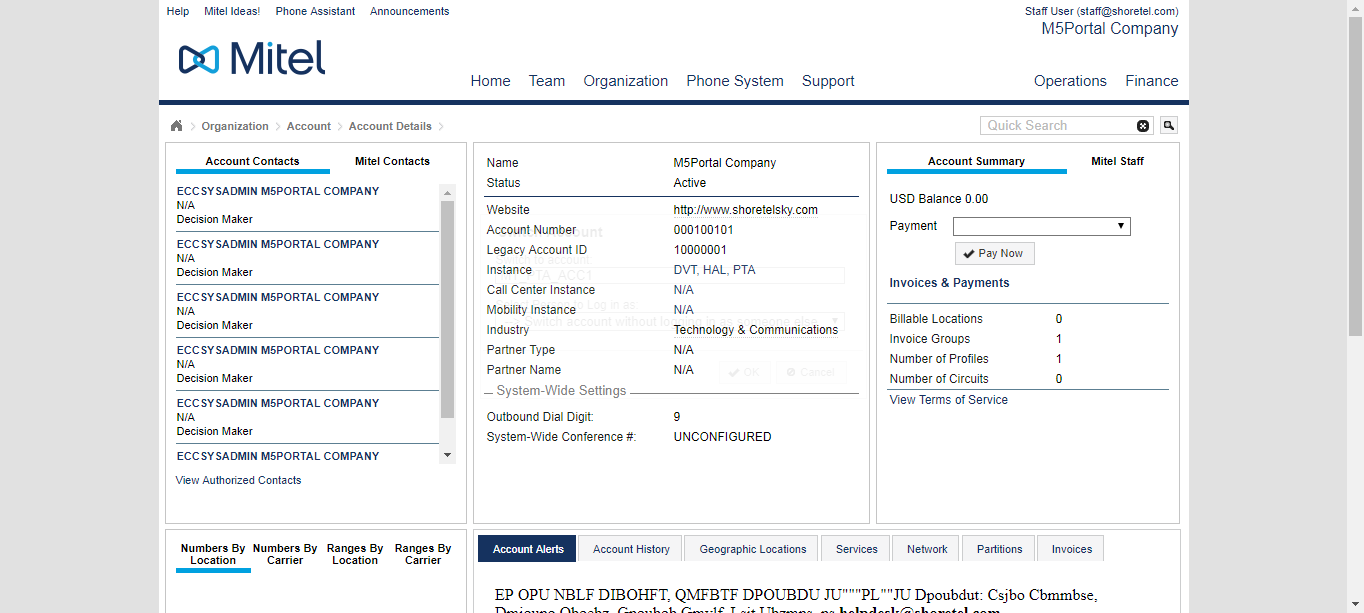 Help Mitel Ideas! Phone Assistant Announcements
Staff User (staff@shoretel.com)
M5Portal Company
Mitel
Home Team Organization Phone System Support Operations Finance
Organization Account Account Details
Quick Search
Account Contacts Mitel Contacts
ECCSYSADMIN M5PORTAL COMPANY
N/A
Decision Maker
ECCSYSADMIN M5PORTAL COMPANY
N/A
Decision Maker
ECCSYSADMIN M5PORTAL COMPANY
N/A
Decision Maker
ECCSYSADMIN M5PORTAL COMPANY
N/A
Decision Maker
ECCSYSADMIN M5PORTAL COMPANY
N/A
Decision Maker
ECCSYSADMIN M5PORTAL COMPANY
View Authorized Contacts
Name M5Portal Company
Status Active
Website http://www.shoretelsky.com
Account Number 000100101
Legacy Account ID 10000001
Instance DVT, HAL, PTA
Call Center Instance N/A
Mobility Instance N/A
Industry Technology & Communications
Partner Type N/A
Partner Name N/A
OK Cancel
System-Wide Settings
Outbound Dial Digit: 9
System-Wide Conference #: UNCONFIGURED
Account Summary Mitel Staff
USD Balance 0.00
Payment
Pay Now
Invoices & Payments
Billable Locations 0
Invoice Groups 1
Number of Profiles 1
Number of Circuits 0
View Terms of Service
Numbers By Location Numbers By Carrier Ranges By Location Ranges By Carrier
Account Alerts Account History Geographic Locations Services Network Partitions Invoices
EP OPU NBLF DIBOHFT, QMFBTF DPOUBDU JU"""PL""JU Dpoubdut: Csjbo Cbmmbse,